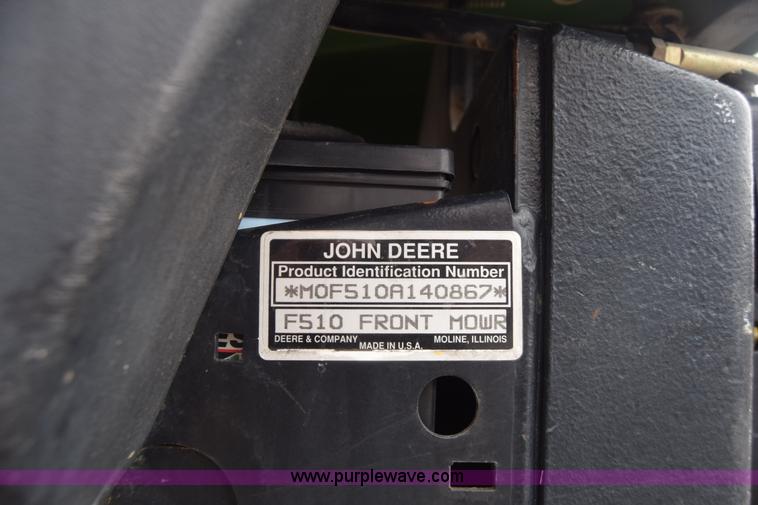 JOHN DEERE
Product Identification Number
*M0F510A140867*
F510 FRONT MOWR
DEERE & COMPANY MOLINE, ILLINOIS
MADE IN U.S.A.
www.purplewave.com